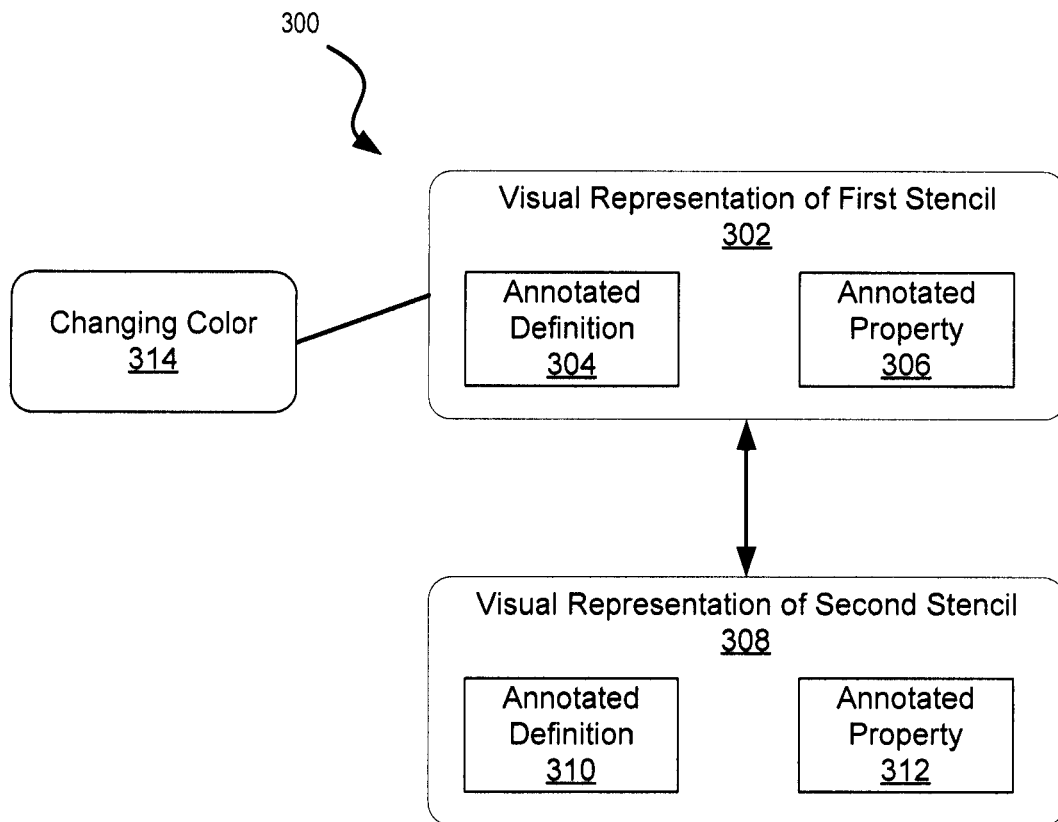 300
Visual Representation of First Stencil
302
Annotated
Definition
304
Annotated
Property
306
Changing Color
314
Visual Representation of Second Stencil
308
Annotated
Definition
310
Annotated
Property
312